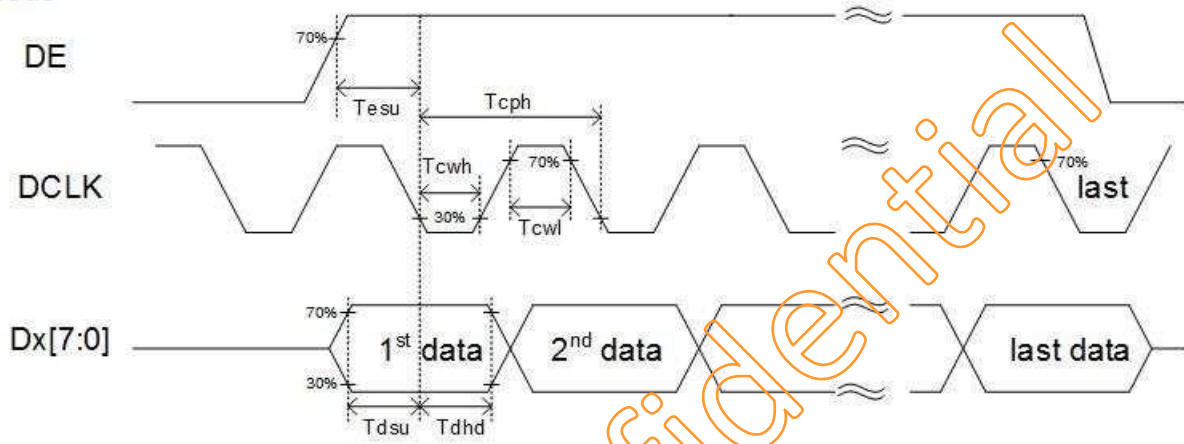 DE
70%
Tesu
Tcph
DCLK
Tcwh
70%
30%
Tcwl
70%
last
Dx[7:0]
70%
30%
1st data
2nd data
last data
Tdsu
Tdhd
fidential